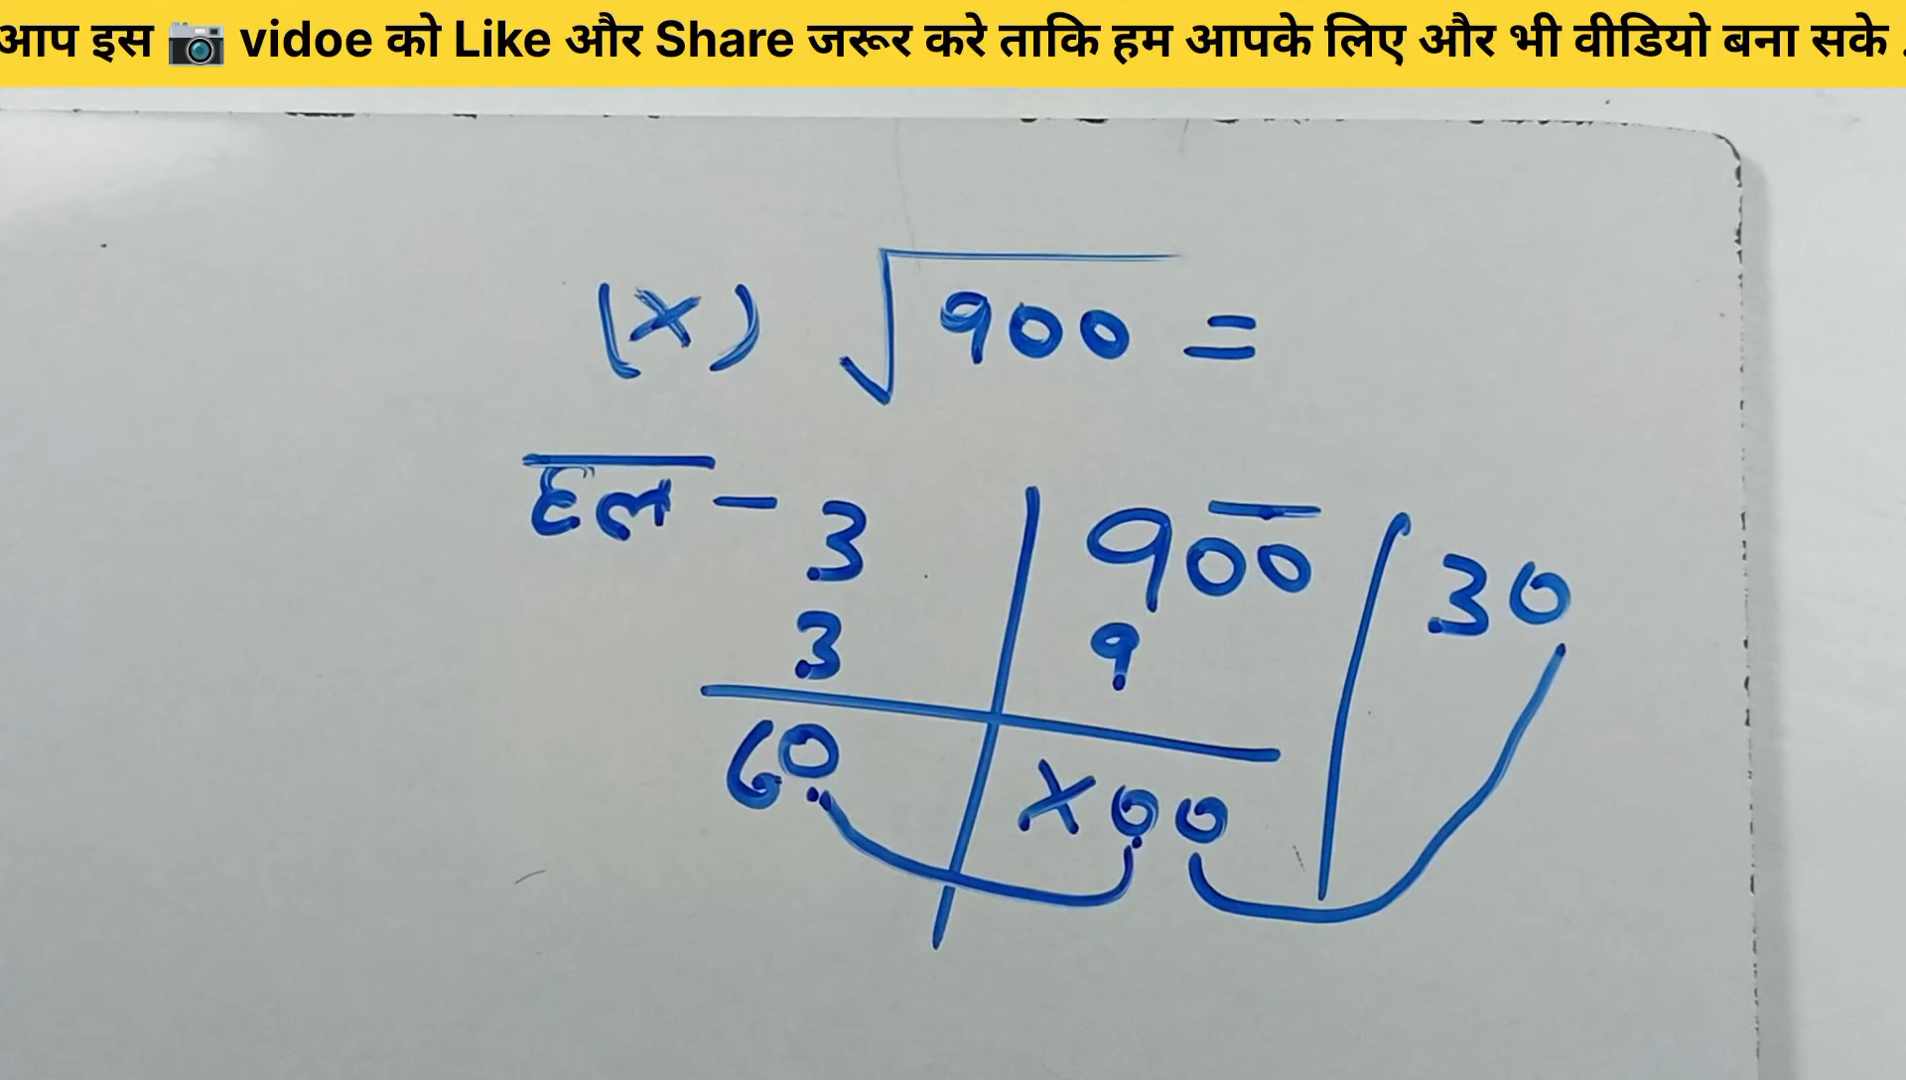 आप इस 📷 vidoe को Like और Share जरूर करे ताकि हम आपके लिए और भी वीडियो बना सके .
(x) √900 =
हल - 3 | 900 | 30
3 | 9
60 | x00